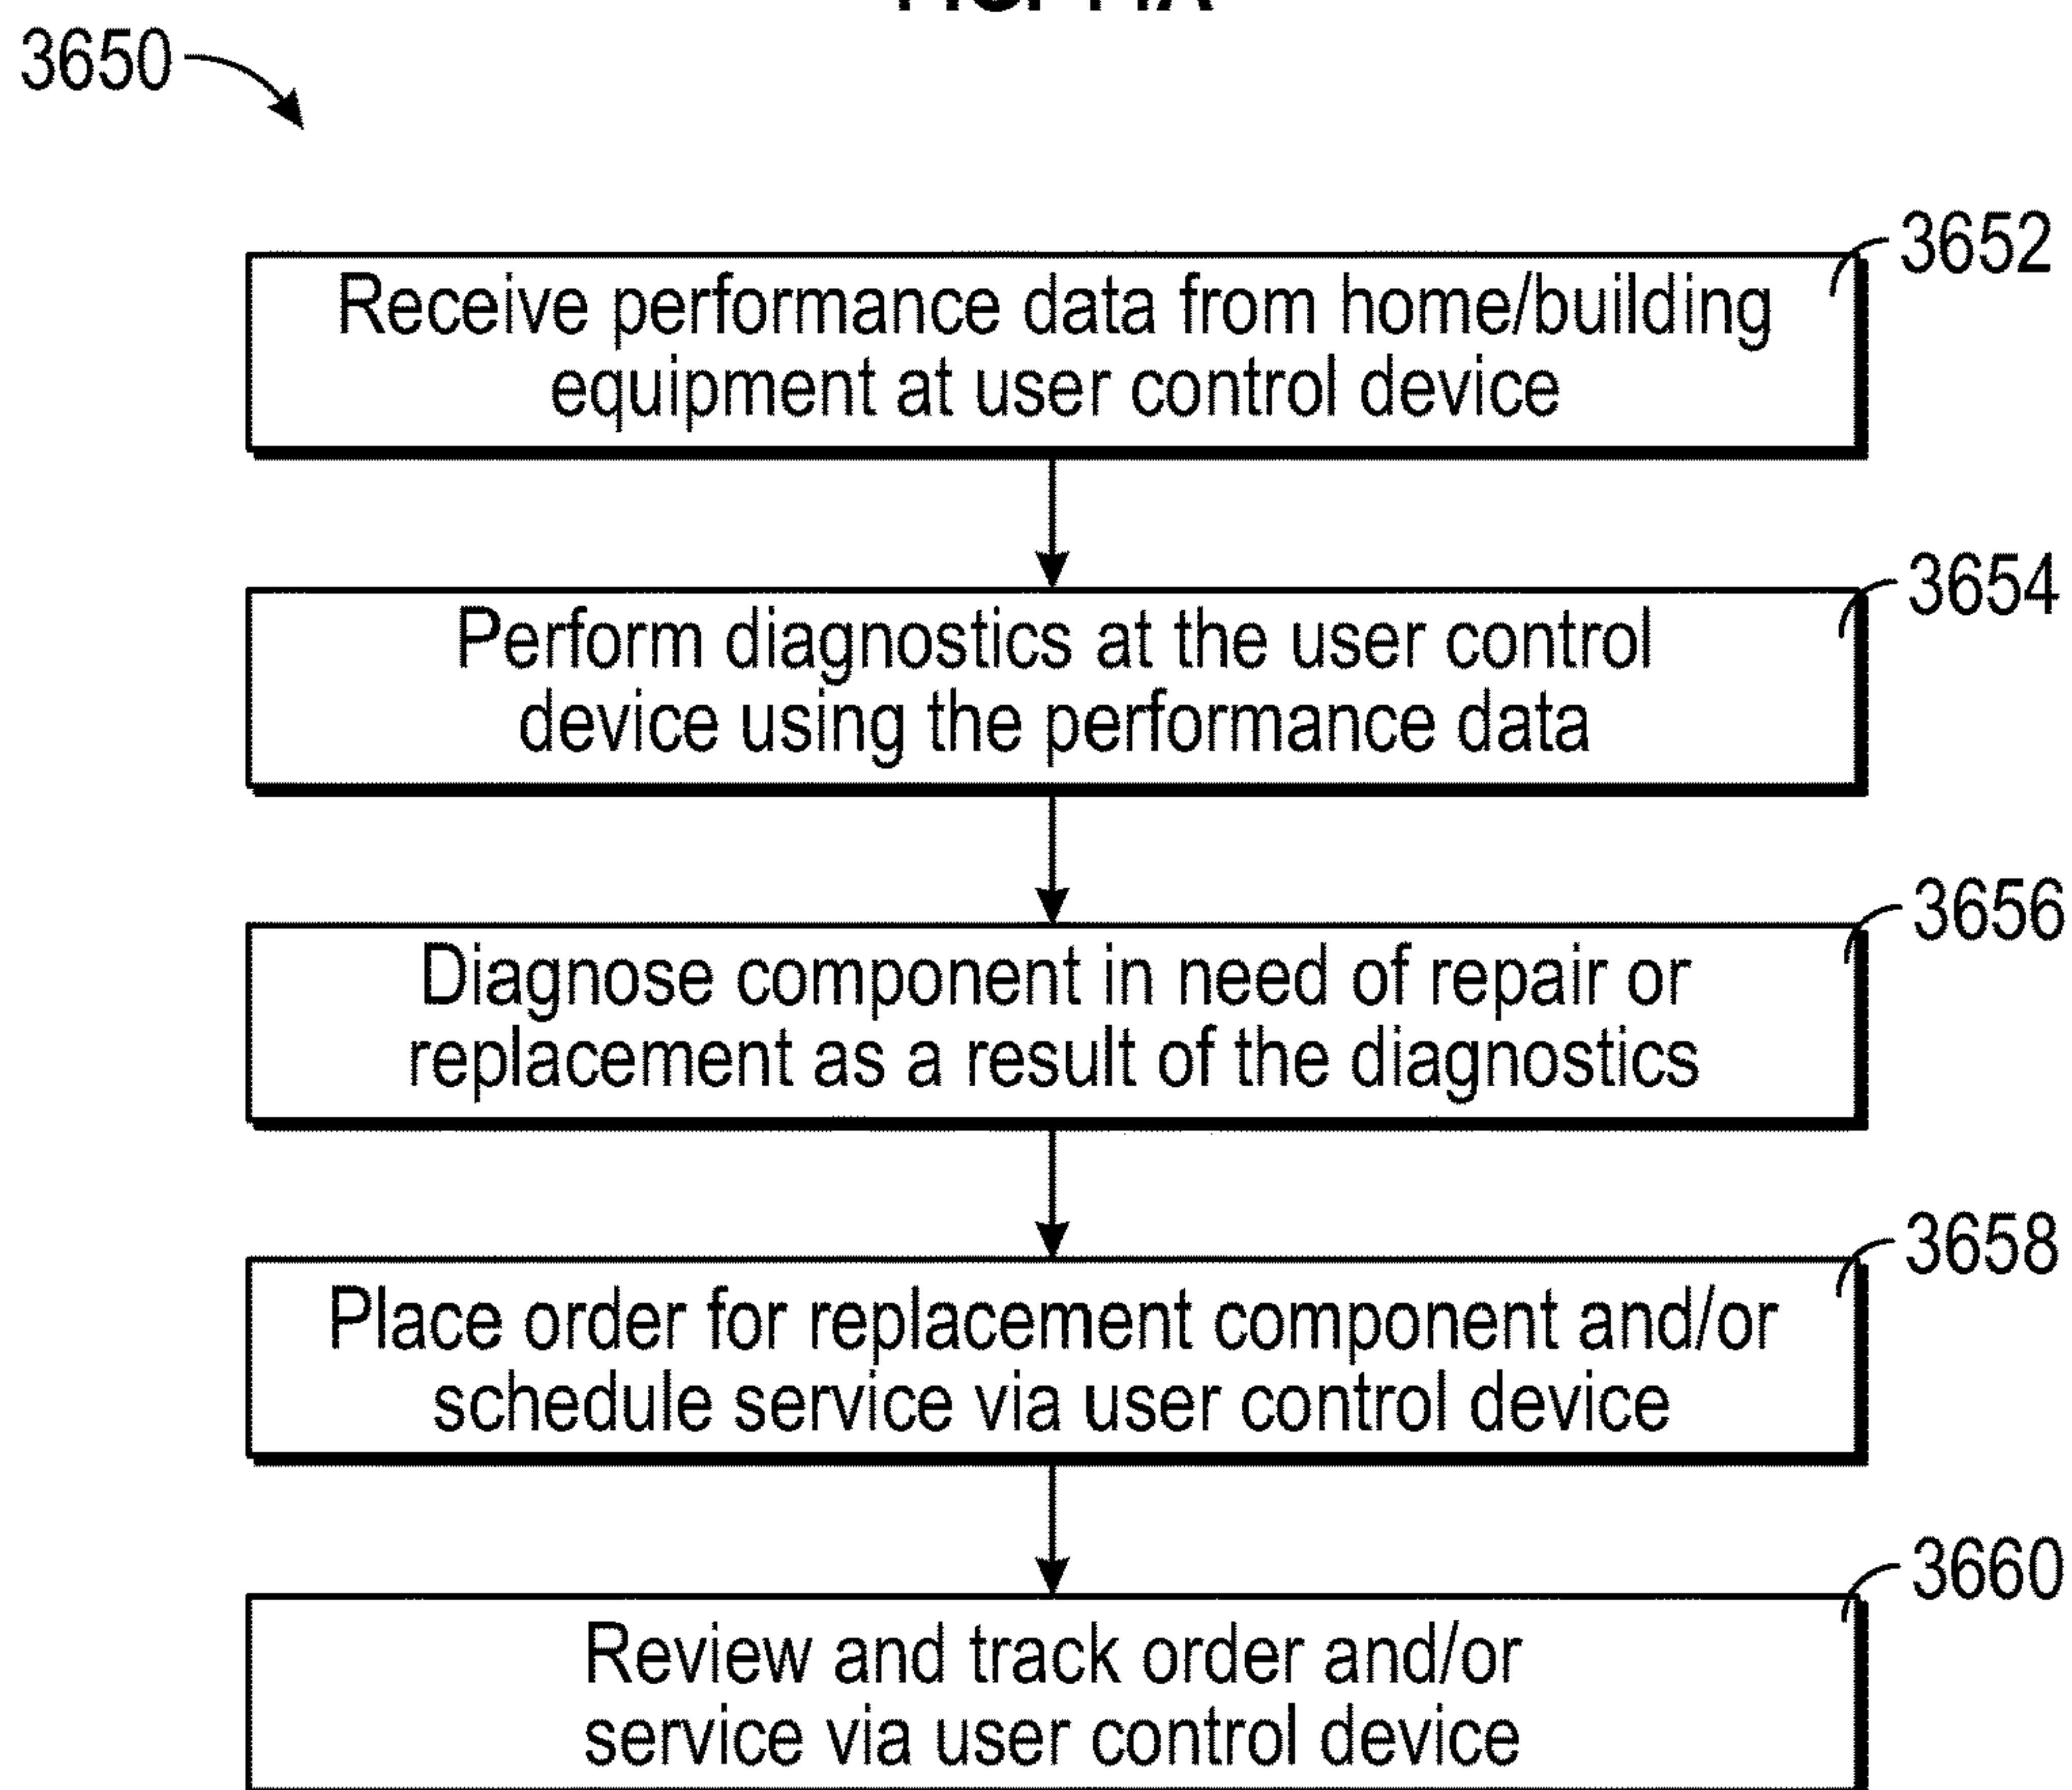 3650
3652
Receive performance data from home/building
equipment at user control device
3654
Perform diagnostics at the user control
device using the performance data
3656
Diagnose component in need of repair or
replacement as a result of the diagnostics
3658
Place order for replacement component and/or
schedule service via user control device
3660
Review and track order and/or
service via user control device